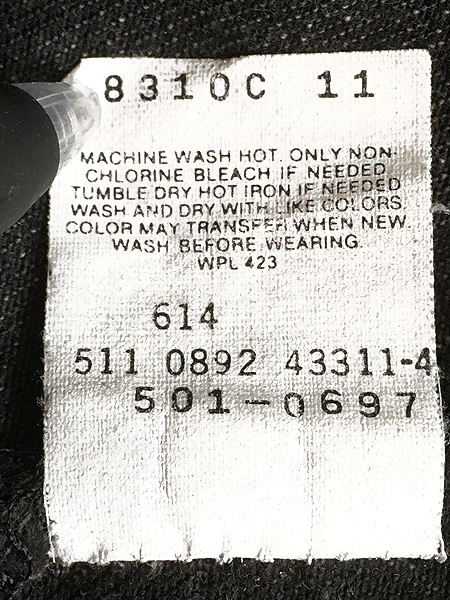 8310C 11
MACHINE WASH HOT. ONLY NON-
CHLORINE BLEACH IF NEEDED
TUMBLE DRY HOT IRON IF NEEDED
WASH AND DRY WITH LIKE COLORS.
COLOR MAY TRANSFER WHEN NEW.
WASH BEFORE WEARING.
WPL 423
614
511 0892 43311-4
501-0697